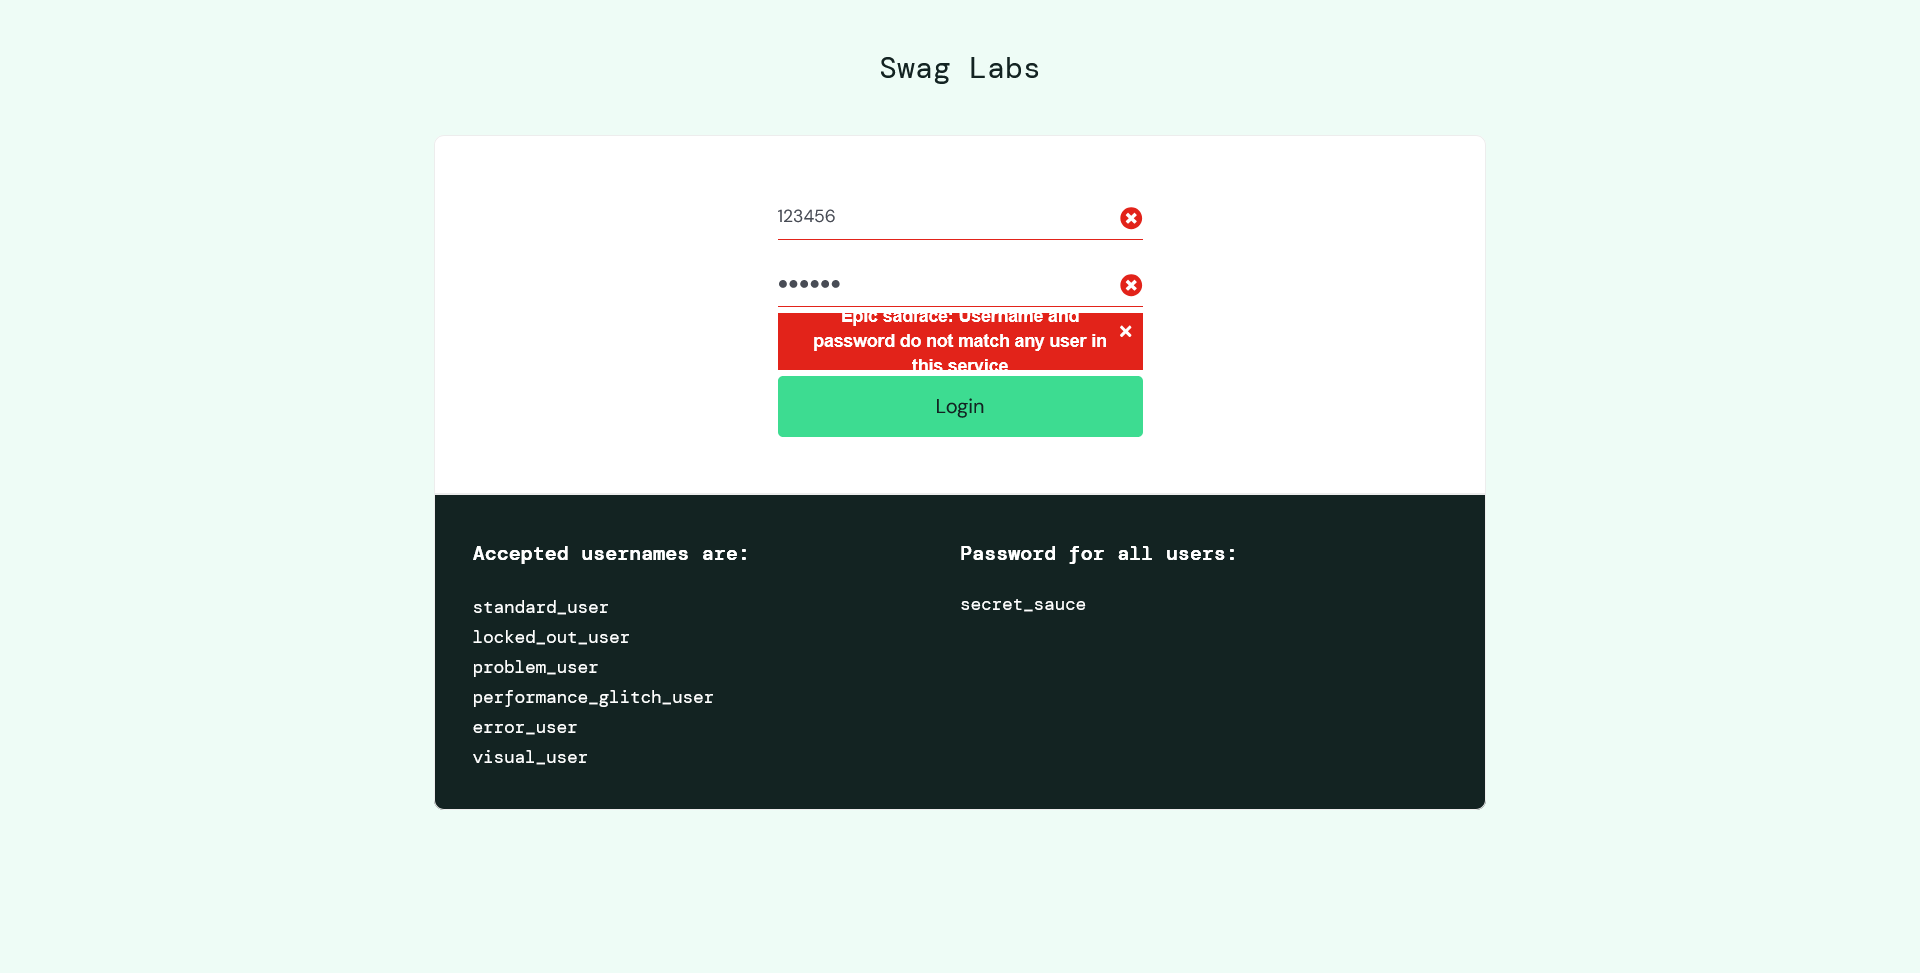 Swag Labs
123456
••••••
Epic sadface: Username and
password do not match any user in
this service
Login
Accepted usernames are:
standard_user
locked_out_user
problem_user
performance_glitch_user
error_user
visual_user
Password for all users:
secret_sauce